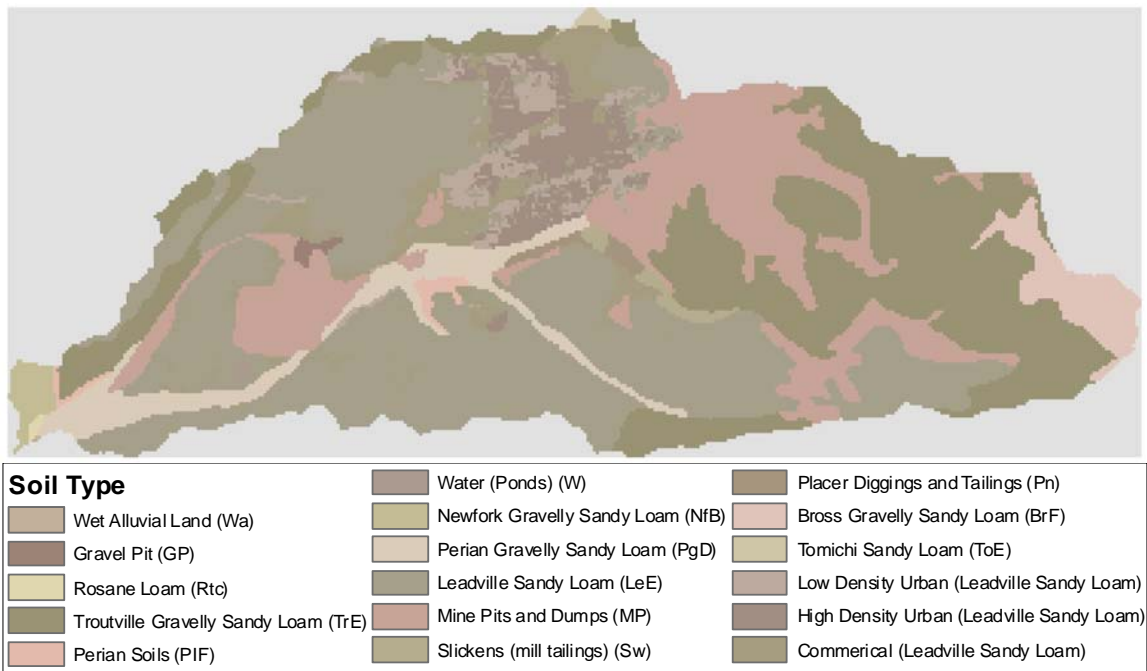 Soil Type
Wet Alluvial Land (Wa)
Gravel Pit (GP)
Rosane Loam (Rtc)
Troutville Gravelly Sandy Loam (TrE)
Perian Soils (PIF)
Water (Ponds) (W)
Newfork Gravelly Sandy Loam (NfB)
Perian Gravelly Sandy Loam (PgD)
Leadville Sandy Loam (LeE)
Mine Pits and Dumps (MP)
Slickens (mill tailings) (Sw)
Placer Diggings and Tailings (Pn)
Bross Gravelly Sandy Loam (BrF)
Tomichi Sandy Loam (ToE)
Low Density Urban (Leadville Sandy Loam)
High Density Urban (Leadville Sandy Loam)
Commerical (Leadville Sandy Loam)